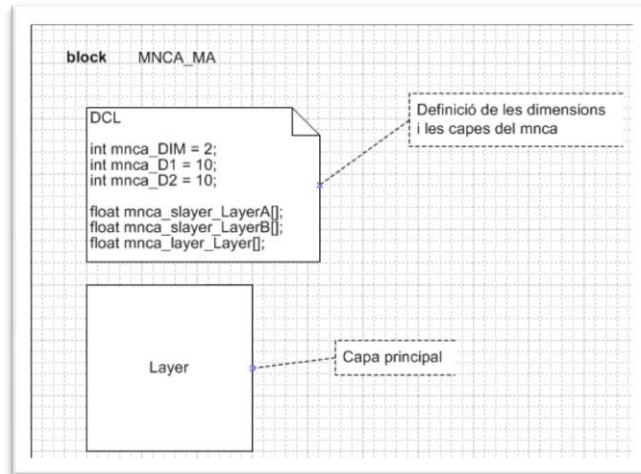 block MNCA_MA
DCL
int mnca_DIM = 2;
int mnca_D1 = 10;
int mnca_D2 = 10;
float mnca_slayer_LayerA[];
float mnca_slayer_LayerB[];
float mnca_layer_Layer[];
Definició de les dimensions
i les capes del mnca
Layer
Capa principal